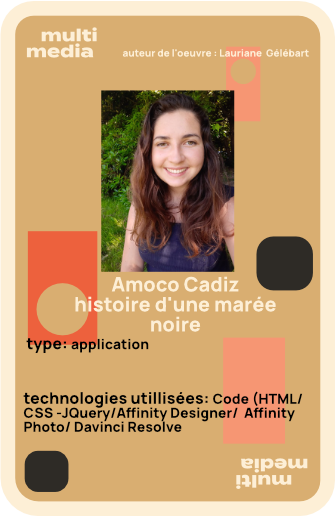 multi
media
auteur de l'oeuvre : Lauriane Gélébart
Amoco Cadiz
histoire d'une marée
noire
type: application
technologies utillisées: Code (HTML/
CSS -JQuery/Affinity Designer/ Affinity
Photo/ Davinci Resolve
multi
media